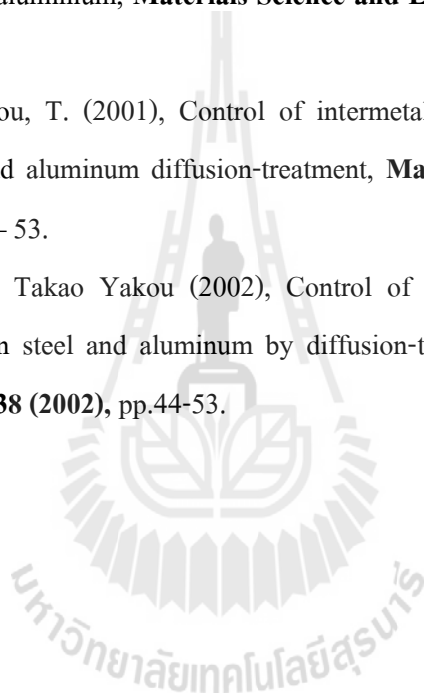 aluminium, Materials Science and E
ou, T. (2001), Control of intermetal
d aluminum diffusion-treatment, Ma
– 53.
Takao Yakou (2002), Control of
n steel and aluminum by diffusion-t
38 (2002), pp.44-53.
มหาวิทยาลัยเทคโนโลยีสุรนารี